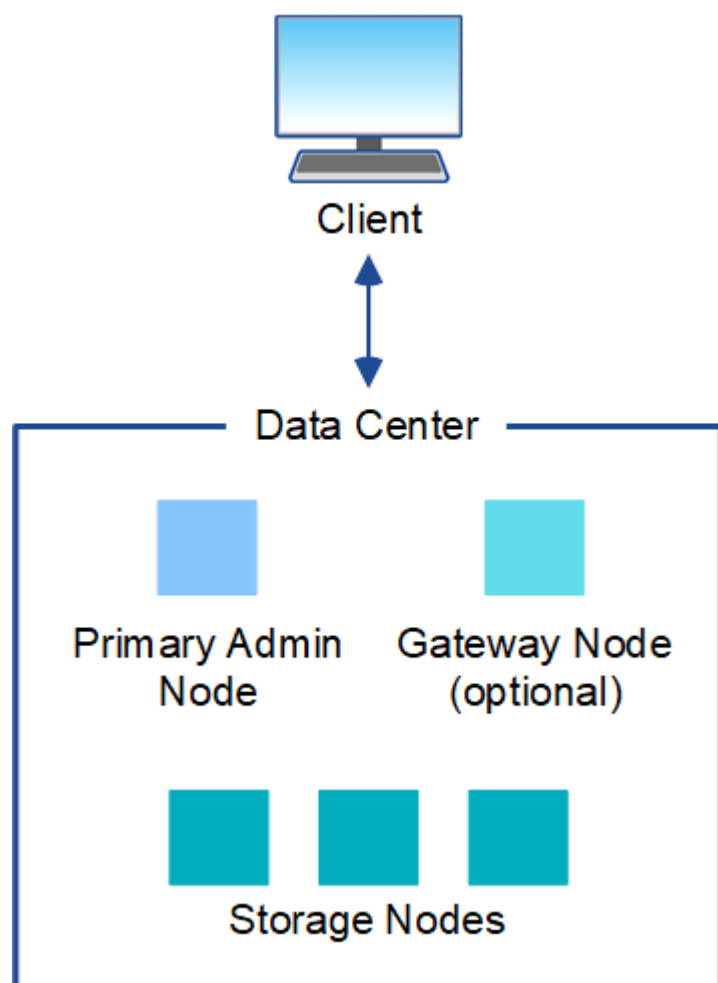 Client
Data Center
Primary Admin
Node
Gateway Node
(optional)
Storage Nodes